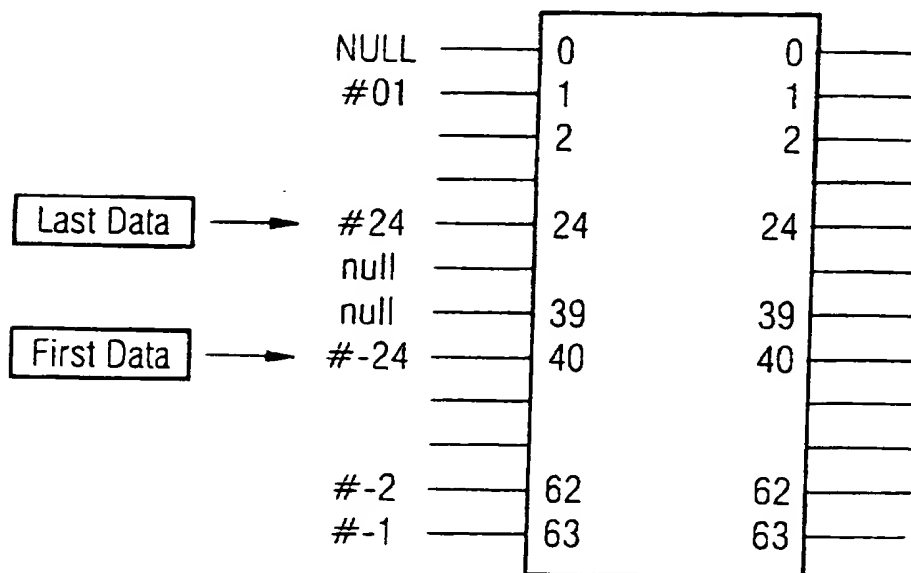 NULL 0 0
#01 1 1
2 2
Last Data #24 24 24
null
null 39 39
First Data #-24 40 40
#-2 62 62
#-1 63 63